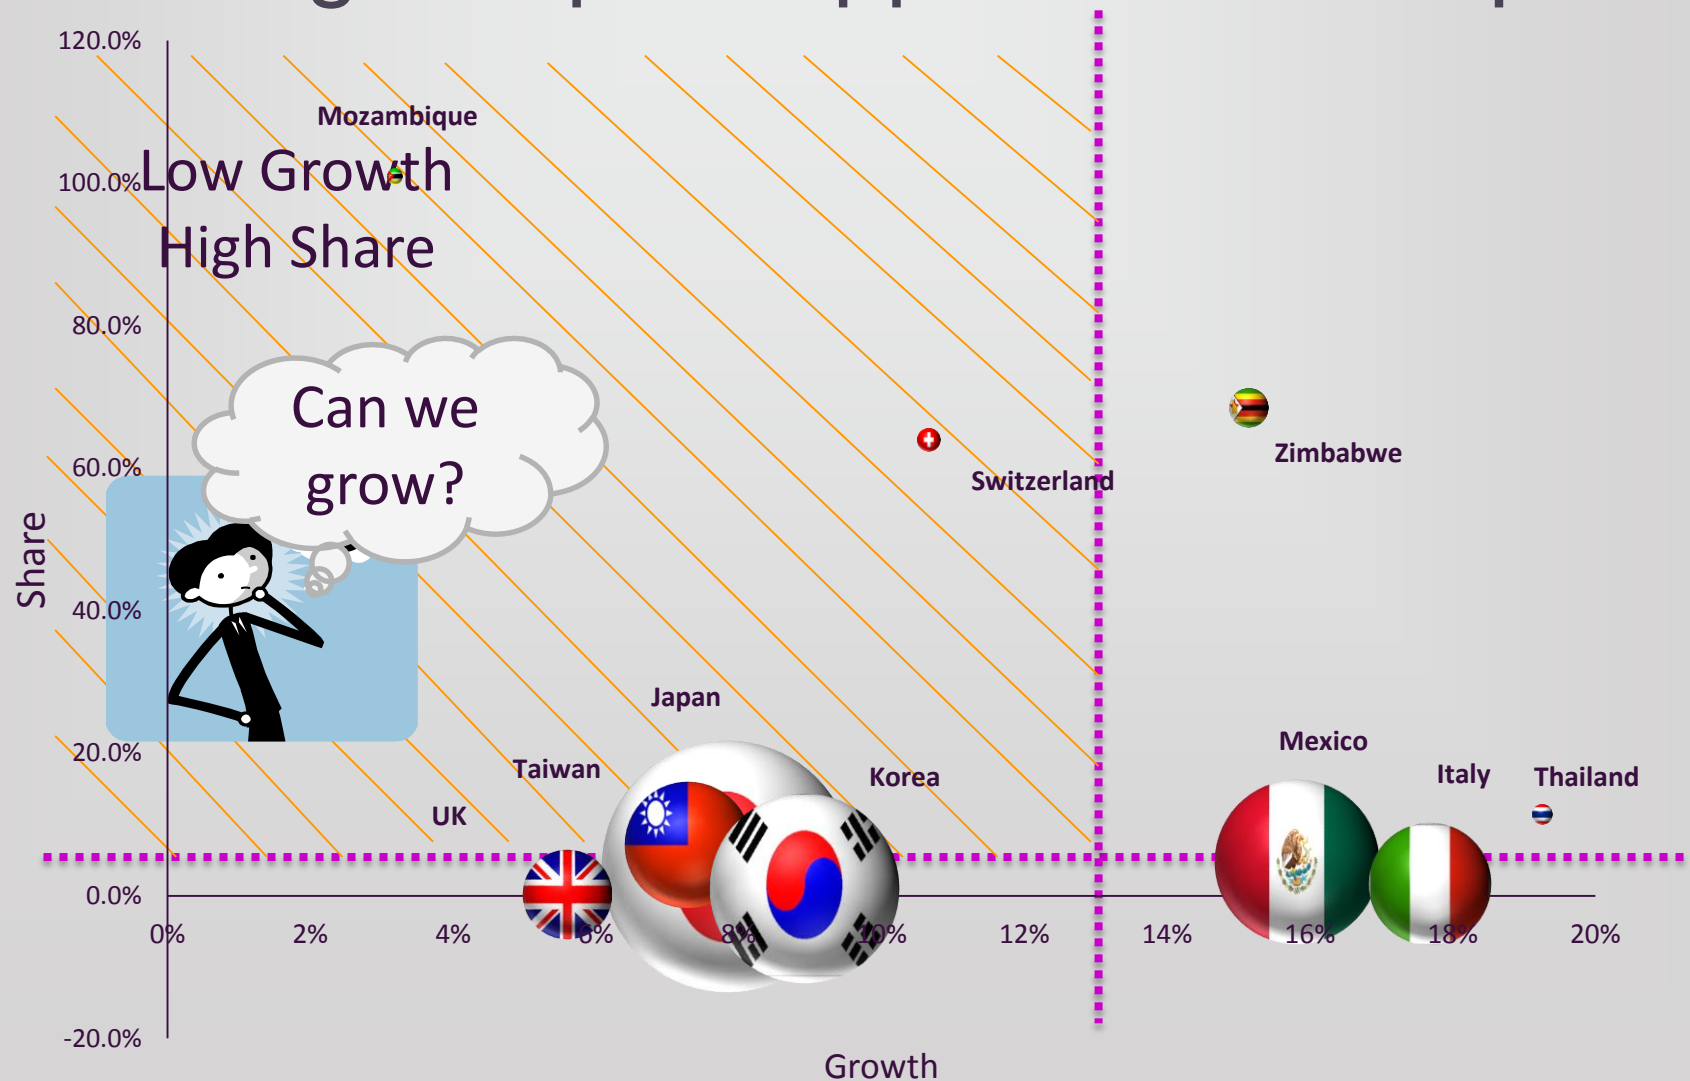 120.0%
Mozambique
100.0%
Low Growth
High Share
80.0%
Can we
grow?
Zimbabwe
60.0%
Switzerland
Share
40.0%
Japan
20.0%
Mexico
Taiwan
Korea
Italy
Thailand
UK
0.0%
0%
2%
4%
6%
8%
10%
12%
14%
16%
18%
20%
-20.0%
Growth